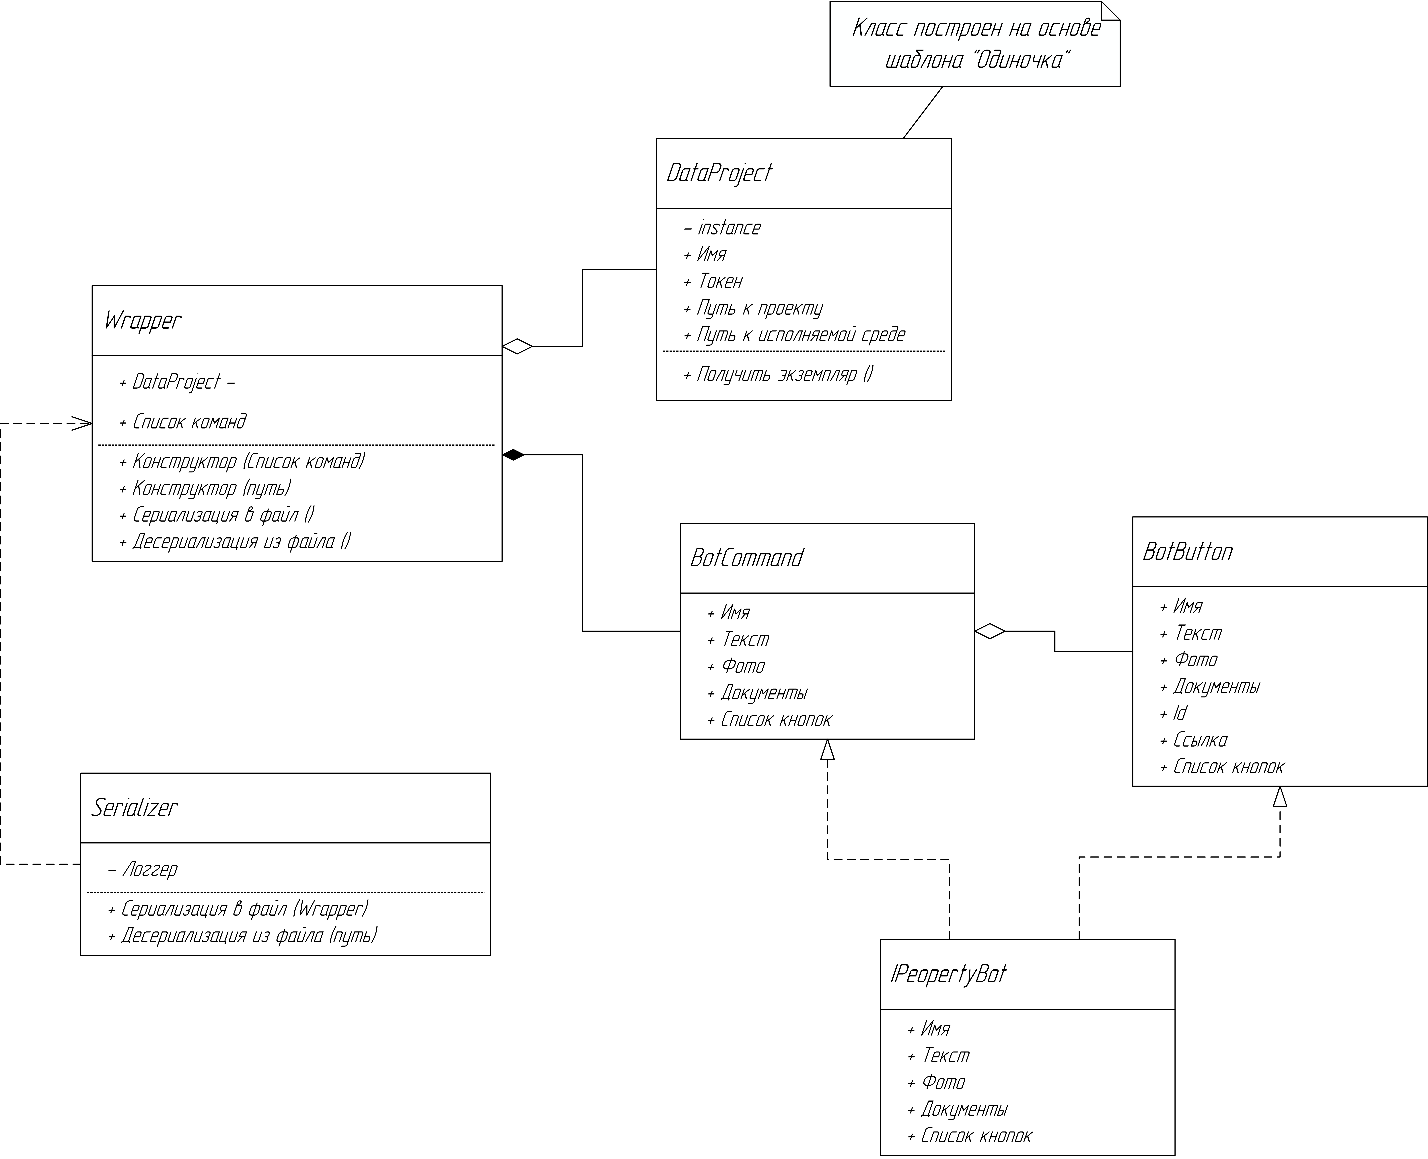 Класс построен на основе
шаблона "Одиночка"
DataProject
- instance
+ Имя
+ Токен
+ Путь к проекту
+ Путь к исполняемой среде
+ Получить экземпляр ()
Wrapper
+ DataProject -
+ Список команд
+ Конструктор (Список команд)
+ Конструктор (путь)
+ Сериализация в файл ()
+ Десериализация из файла ()
BotCommand
+ Имя
+ Текст
+ Фото
+ Документы
+ Список кнопок
BotButton
+ Имя
+ Текст
+ Фото
+ Документы
+ Id
+ Ссылка
+ Список кнопок
Serializer
- Логгер
+ Сериализация в файл (Wrapper)
+ Десериализация из файла (путь)
IPeopertyBot
+ Имя
+ Текст
+ Фото
+ Документы
+ Список кнопок